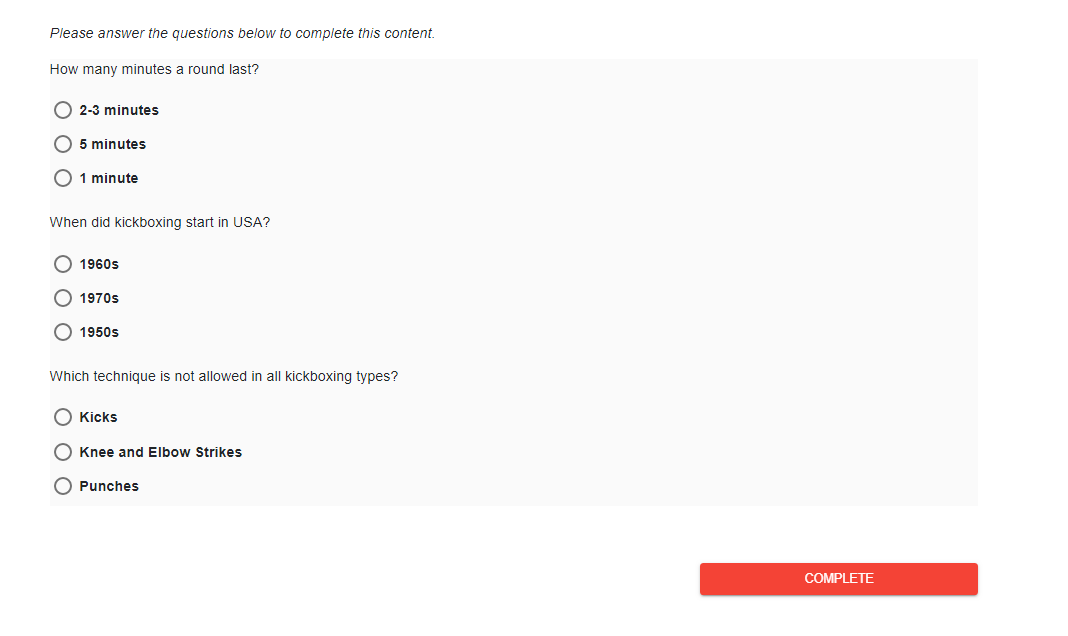 Please answer the questions below to complete this content.
How many minutes a round last?
2-3 minutes
5 minutes
1 minute
When did kickboxing start in USA?
1960s
1970s
1950s
Which technique is not allowed in all kickboxing types?
Kicks
Knee and Elbow Strikes
Punches
COMPLETE